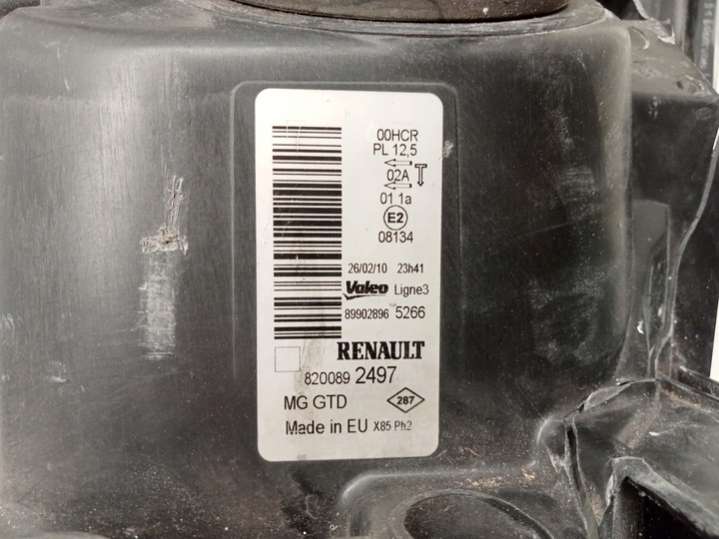 00HCR
PL 12,5
02A
01 1a
E2
08134
26/02/10 23h41
Valeo Ligne3
89902896 5266
RENAULT
820089 2497
MG GTD 287
Made in EU X85 Ph2